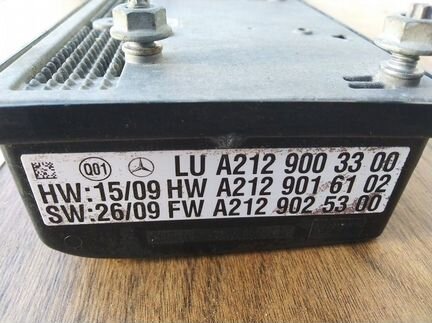 Q01 LU A212 900 33 00
HW:15/09 HW A212 901 61 02
SW:26/09 FW A212 902 53 00